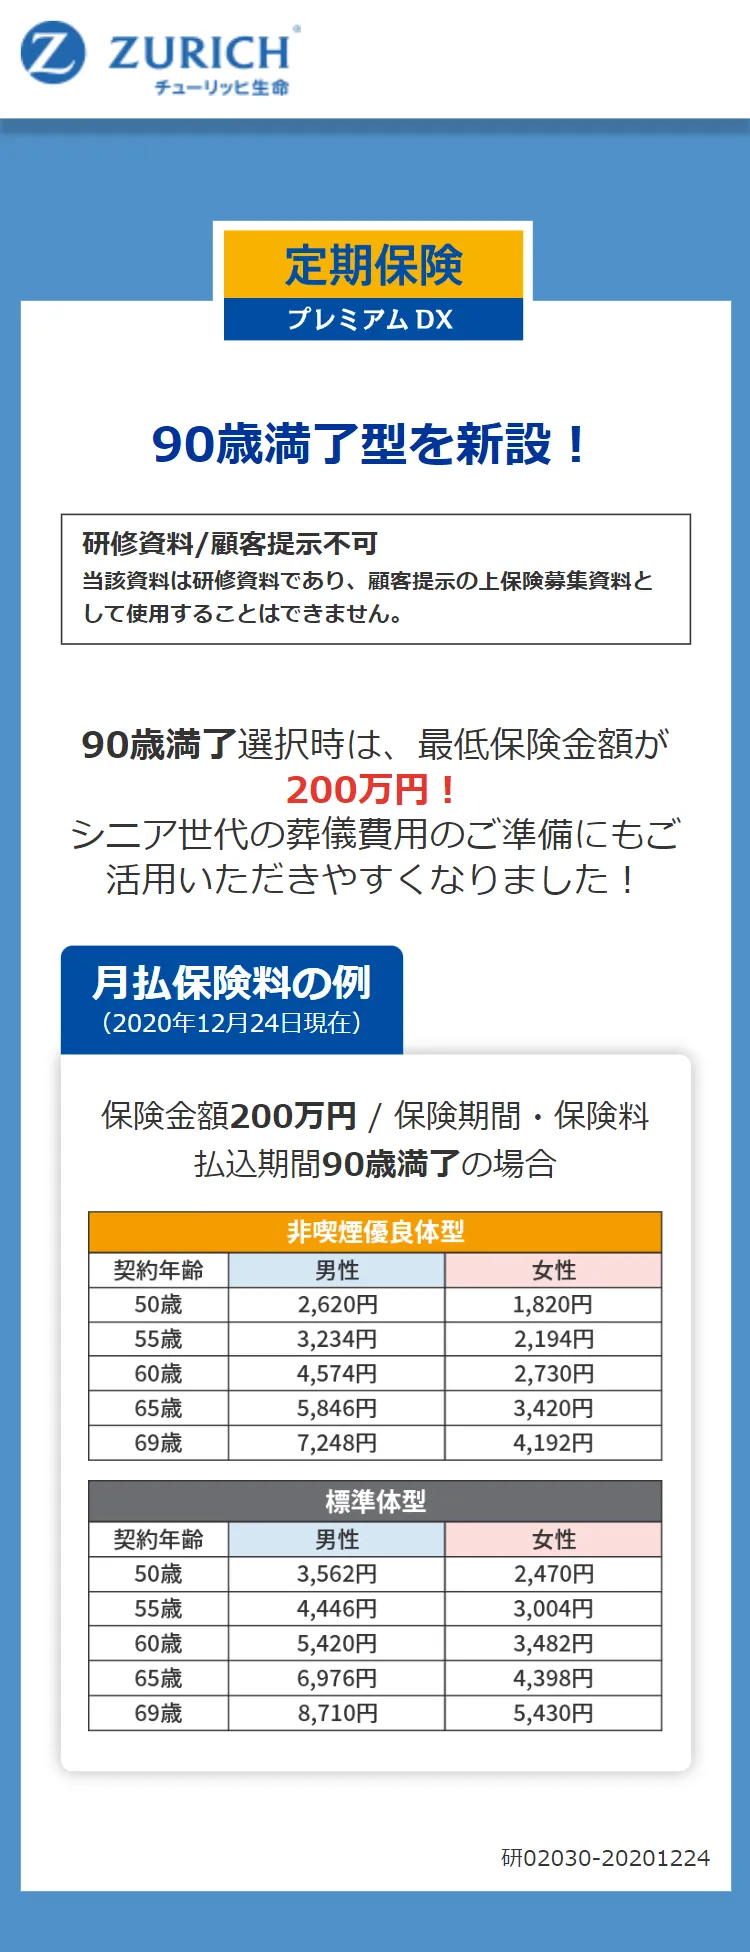 Z ZURICH®
チューリッヒ生命
定期保険
プレミアム DX
90歳満了型を新設！
研修資料/顧客提示不可
当該資料は研修資料であり、顧客提示の上保険募集資料と
して使用することはできません。
90歳満了選択時は、最低保険金額が
200万円！
シニア世代の葬儀費用のご準備にもご
活用いただきやすくなりました！
月払保険料の例
（2020年12月24日現在）
保険金額200万円 / 保険期間・保険料
払込期間90歳満了の場合
非喫煙優良体型
契約年齢 男性 女性
50歳 2,620円 1,820円
55歳 3,234円 2,194円
60歳 4,574円 2,730円
65歳 5,846円 3,420円
69歳 7,248円 4,192円
標準体型
契約年齢 男性 女性
50歳 3,562円 2,470円
55歳 4,446円 3,004円
60歳 5,420円 3,482円
65歳 6,976円 4,398円
69歳 8,710円 5,430円
研02030-20201224